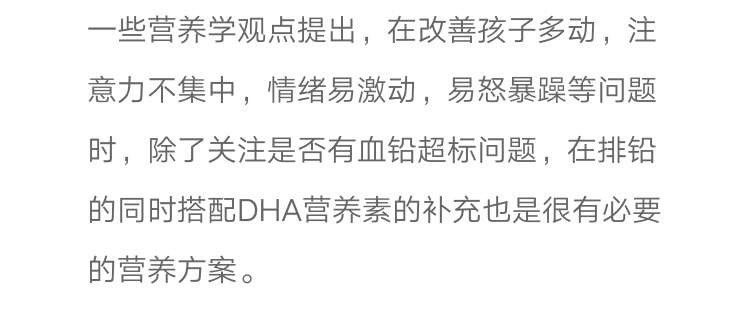 一些营养学观点提出，在改善孩子多动，注
意力不集中，情绪易激动，易怒暴躁等问题
时，除了关注是否有血铅超标问题，在排铅
的同时搭配DHA营养素的补充也是很有必要
的营养方案。